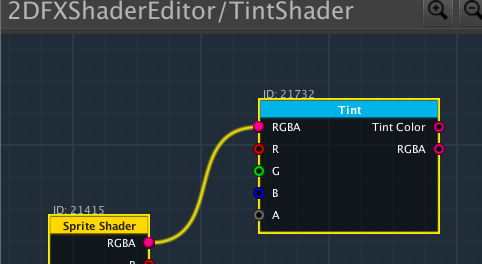 2DFXShaderEditor/TintShader
ID: 21732
Tint
RGBA Tint Color
R RGBA
G
B
A
ID: 21415
Sprite Shader
RGBA